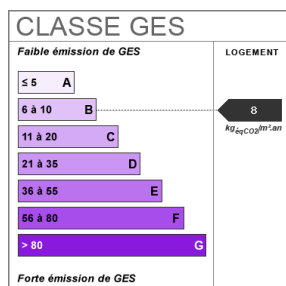 CLASSE GES
Faible émission de GES
LOGEMENT
≤ 5 A
6 à 10 B
8
kgéqCO2/m².an
11 à 20 C
21 à 35 D
36 à 55 E
56 à 80 F
> 80 G
Forte émission de GES